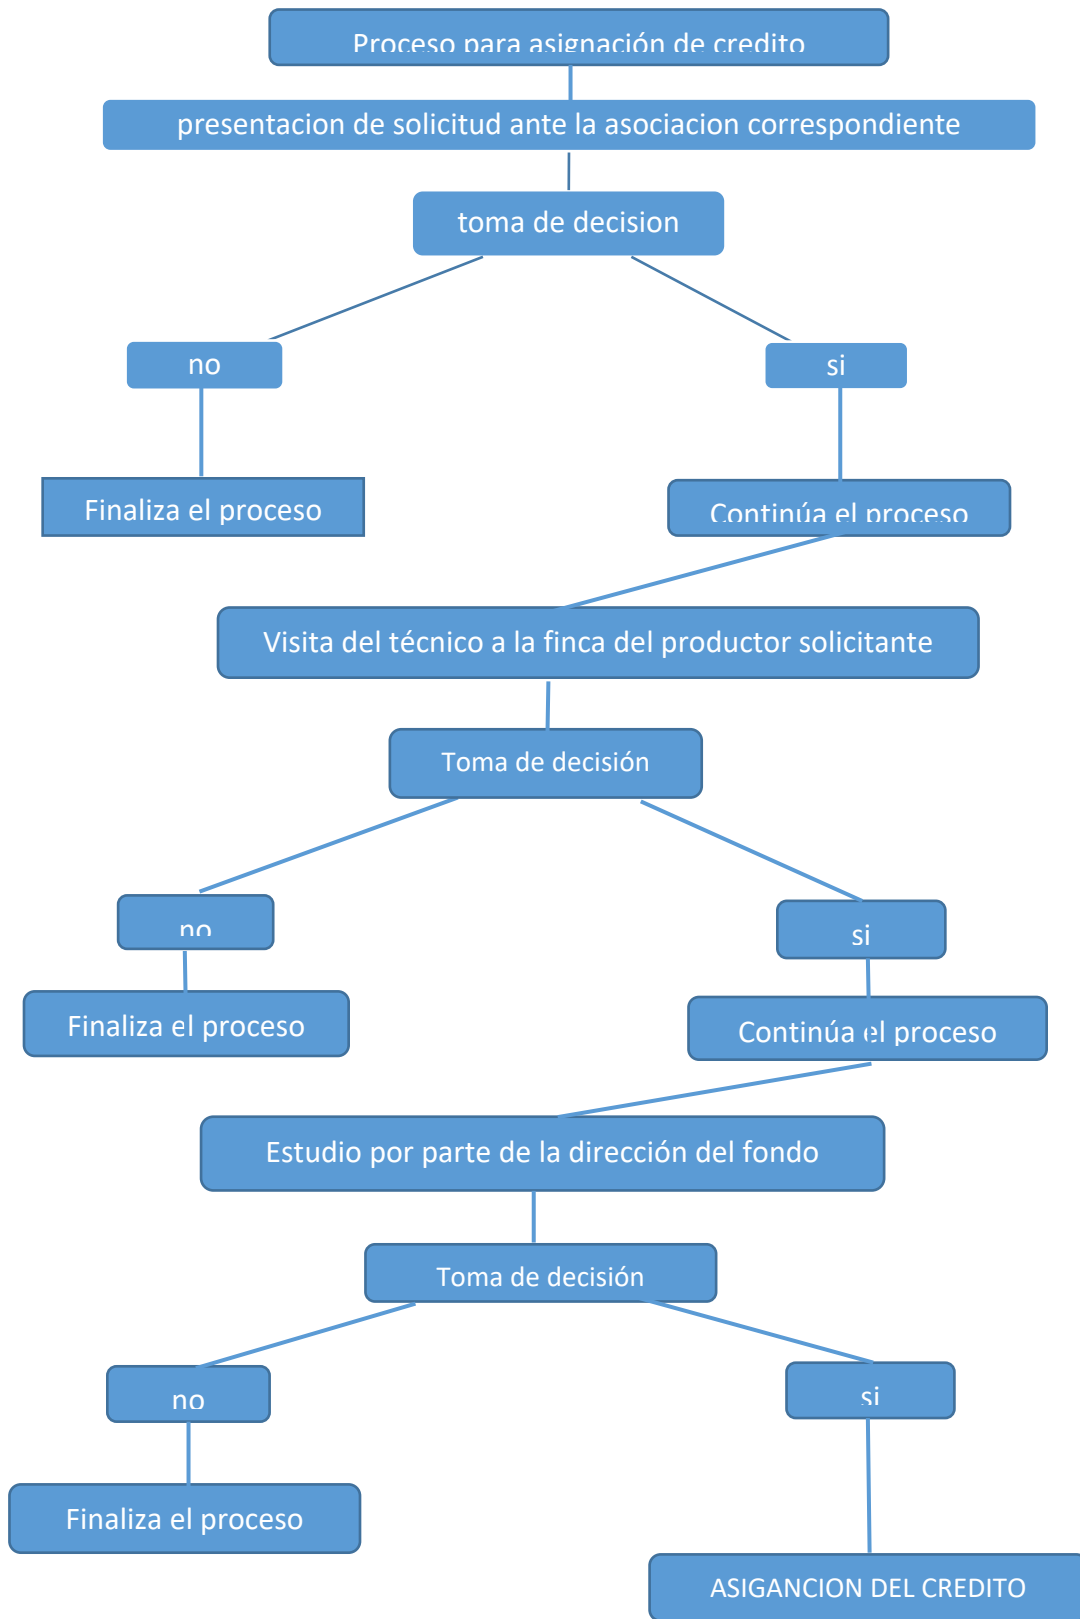 Proceso para asignación de credito
presentacion de solicitud ante la asociacion correspondiente
toma de decision
no
si
Finaliza el proceso
Continúa el proceso
Visita del técnico a la finca del productor solicitante
Toma de decisión
no
si
Finaliza el proceso
Continúa el proceso
Estudio por parte de la dirección del fondo
Toma de decisión
no
si
Finaliza el proceso
ASIGANCION DEL CREDITO